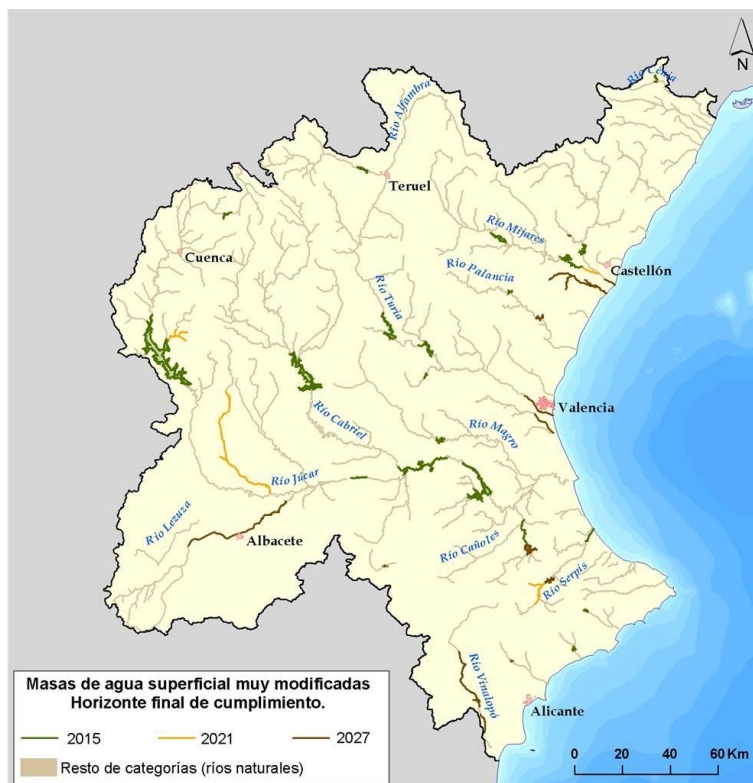 N
Río Cenia
Río Alfambra
Teruel
Río Mijares
Cuenca
Castellón
Río Palancia
Río Turia
Valencia
Río Cabriel
Río Magro
Río Júcar
Río Lezuza
Albacete
Río Cañoles
Río Serpis
Río Vinalopó
Alicante
Masas de agua superficial muy modificadas
Horizonte final de cumplimiento.
2015 2021 2027
Resto de categorías (ríos naturales)
0 20 40 60 Km